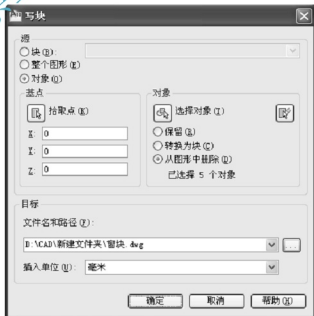 写块
源
块(B):
整个图形(E)
对象(O)
基点
拾取点(K)
X: 0
Y: 0
Z: 0
对象
选择对象(T)
保留(R)
转换为块(C)
从图形中删除(D)
已选择 5 个对象
目标
文件名和路径(F):
D:\CAD\新建文件夹\窗块.dwg
插入单位(U): 毫米
确定 取消 帮助(H)